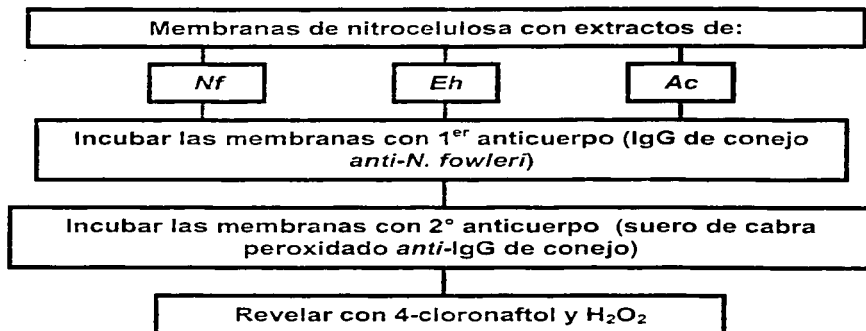 Membranas de nitrocelulosa con extractos de:
Nf
Eh
Ac
Incubar las membranas con 1er anticuerpo (IgG de conejo
anti-N. fowleri)
Incubar las membranas con 2° anticuerpo (suero de cabra
peroxidado anti-IgG de conejo)
Revelar con 4-cloronaftol y H₂O₂